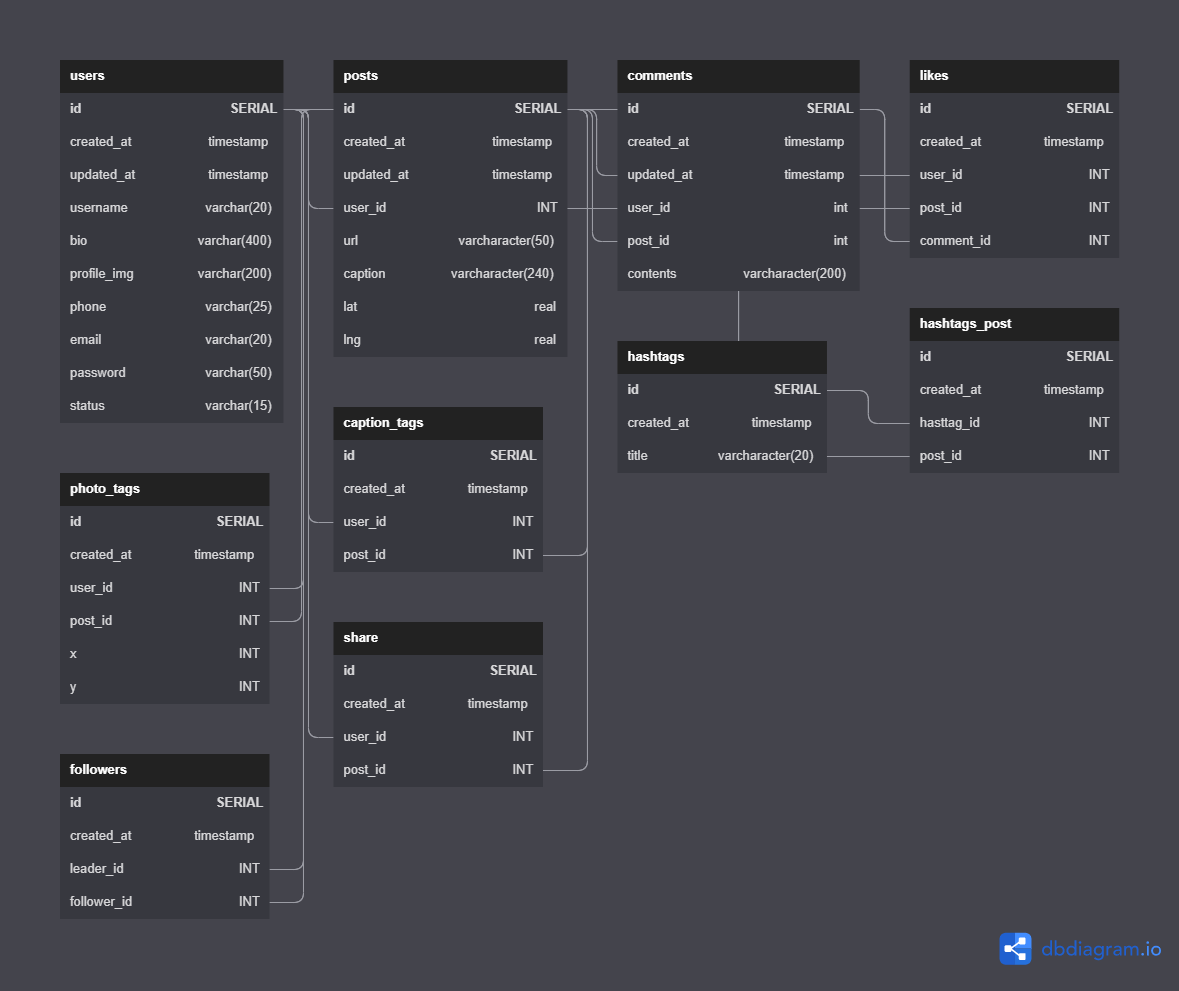 users
id SERIAL
created_at timestamp
updated_at timestamp
username varchar(20)
bio varchar(400)
profile_img varchar(200)
phone varchar(25)
email varchar(20)
password varchar(50)
status varchar(15)
posts
id SERIAL
created_at timestamp
updated_at timestamp
user_id INT
url varcharacter(50)
caption varcharacter(240)
lat real
lng real
comments
id SERIAL
created_at timestamp
updated_at timestamp
user_id int
post_id int
contents varcharacter(200)
likes
id SERIAL
created_at timestamp
user_id INT
post_id INT
comment_id INT
hashtags_post
id SERIAL
created_at timestamp
hasttag_id INT
post_id INT
hashtags
id SERIAL
created_at timestamp
title varcharacter(20)
caption_tags
id SERIAL
created_at timestamp
user_id INT
post_id INT
photo_tags
id SERIAL
created_at timestamp
user_id INT
post_id INT
x INT
y INT
share
id SERIAL
created_at timestamp
user_id INT
post_id INT
followers
id SERIAL
created_at timestamp
leader_id INT
follower_id INT
dbdiagram.io